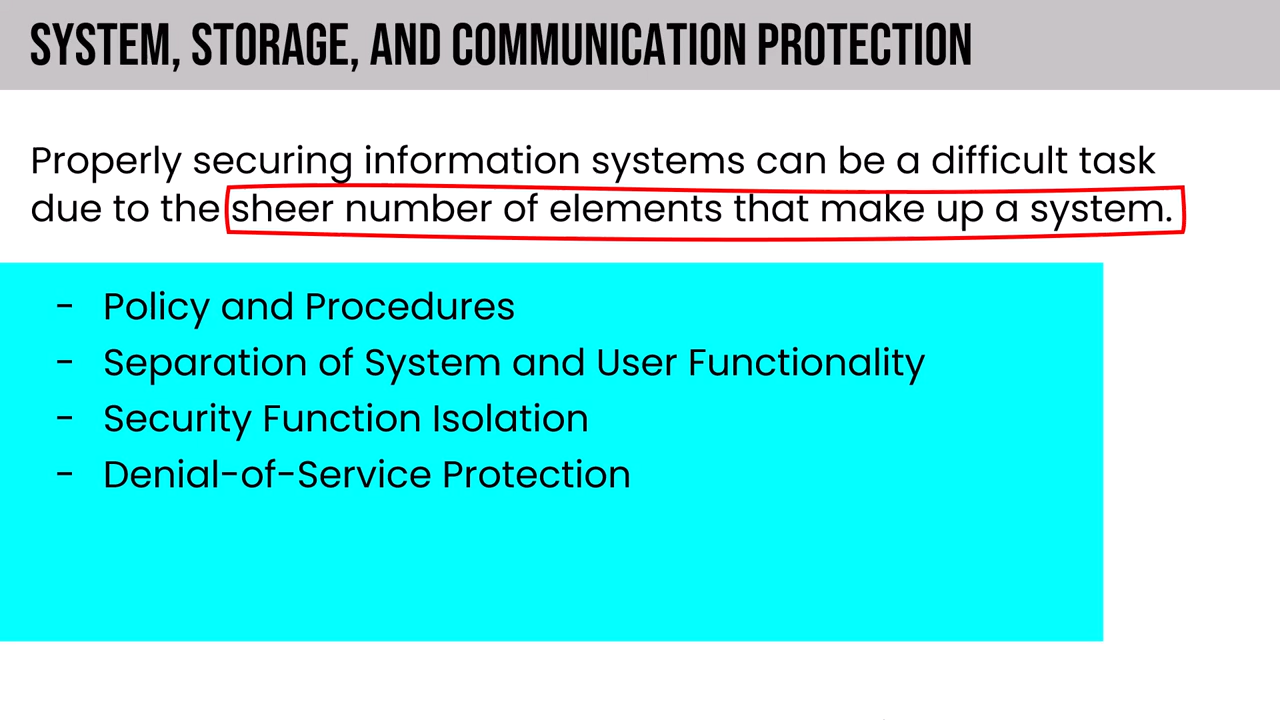 SYSTEM, STORAGE, AND COMMUNICATION PROTECTION
Properly securing information systems can be a difficult task
due to the sheer number of elements that make up a system.
- Policy and Procedures
- Separation of System and User Functionality
- Security Function Isolation
- Denial-of-Service Protection